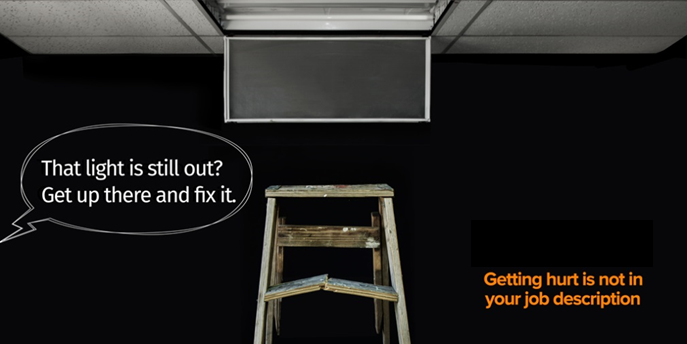 That light is still out?
Get up there and fix it.
Getting hurt is not in
your job description